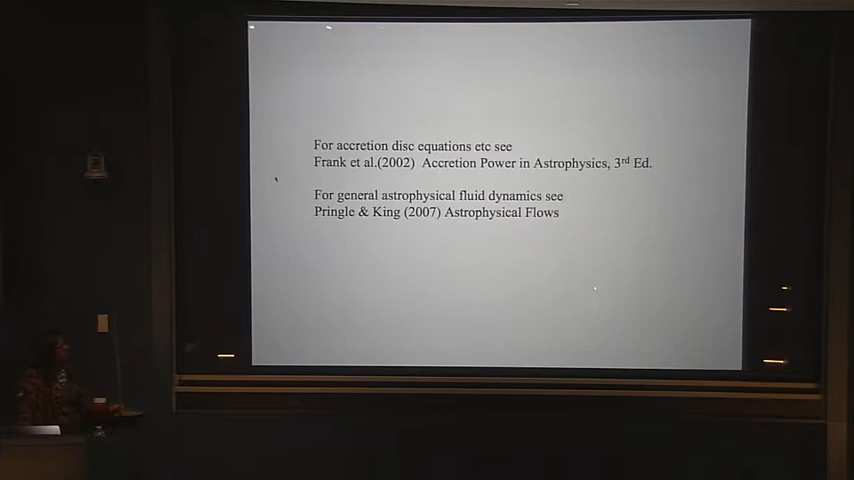 For accretion disc equations etc see
Frank et al.(2002) Accretion Power in Astrophysics, 3rd Ed.
For general astrophysical fluid dynamics see
Pringle & King (2007) Astrophysical Flows